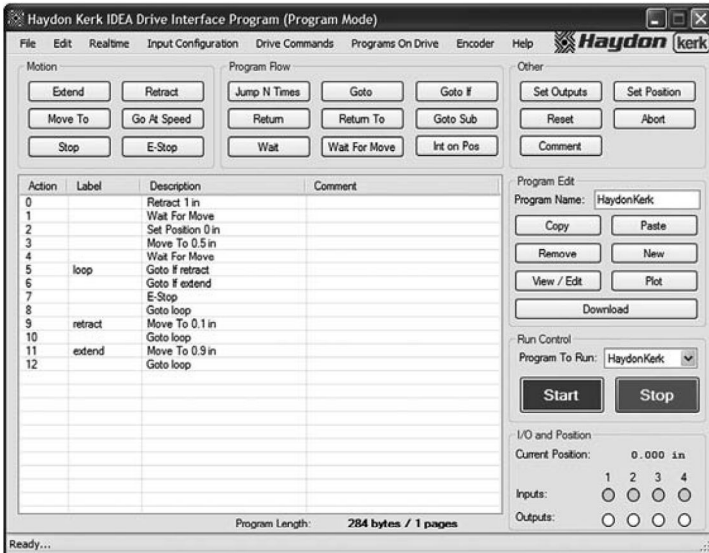 Haydon Kerk IDEA Drive Interface Program (Program Mode)
File Edit Realtime Input Configuration Drive Commands Programs On Drive Encoder Help Haydon kerk
Motion
Extend Retract
Move To Go At Speed
Stop E-Stop
Program Flow
Jump N Times Goto Goto If
Return Return To Goto Sub
Wait Wait For Move Int on Pos
Other
Set Outputs Set Position
Reset Abort
Comment
Action Label Description Comment
0 Retract 1 in
1 Wait For Move
2 Set Position 0 in
3 Move To 0.5 in
4 Wait For Move
5 loop Goto If retract
6 Goto If extend
7 E-Stop
8 Goto loop
9 retract Move To 0.1 in
10 Goto loop
11 extend Move To 0.9 in
12 Goto loop
Program Length: 284 bytes / 1 pages
Program Edit
Program Name: HaydonKerk
Copy Paste
Remove New
View / Edit Plot
Download
Run Control
Program To Run: HaydonKerk
Start Stop
I/O and Position
Current Position: 0.000 in
1 2 3 4
Inputs:
Outputs:
Ready...